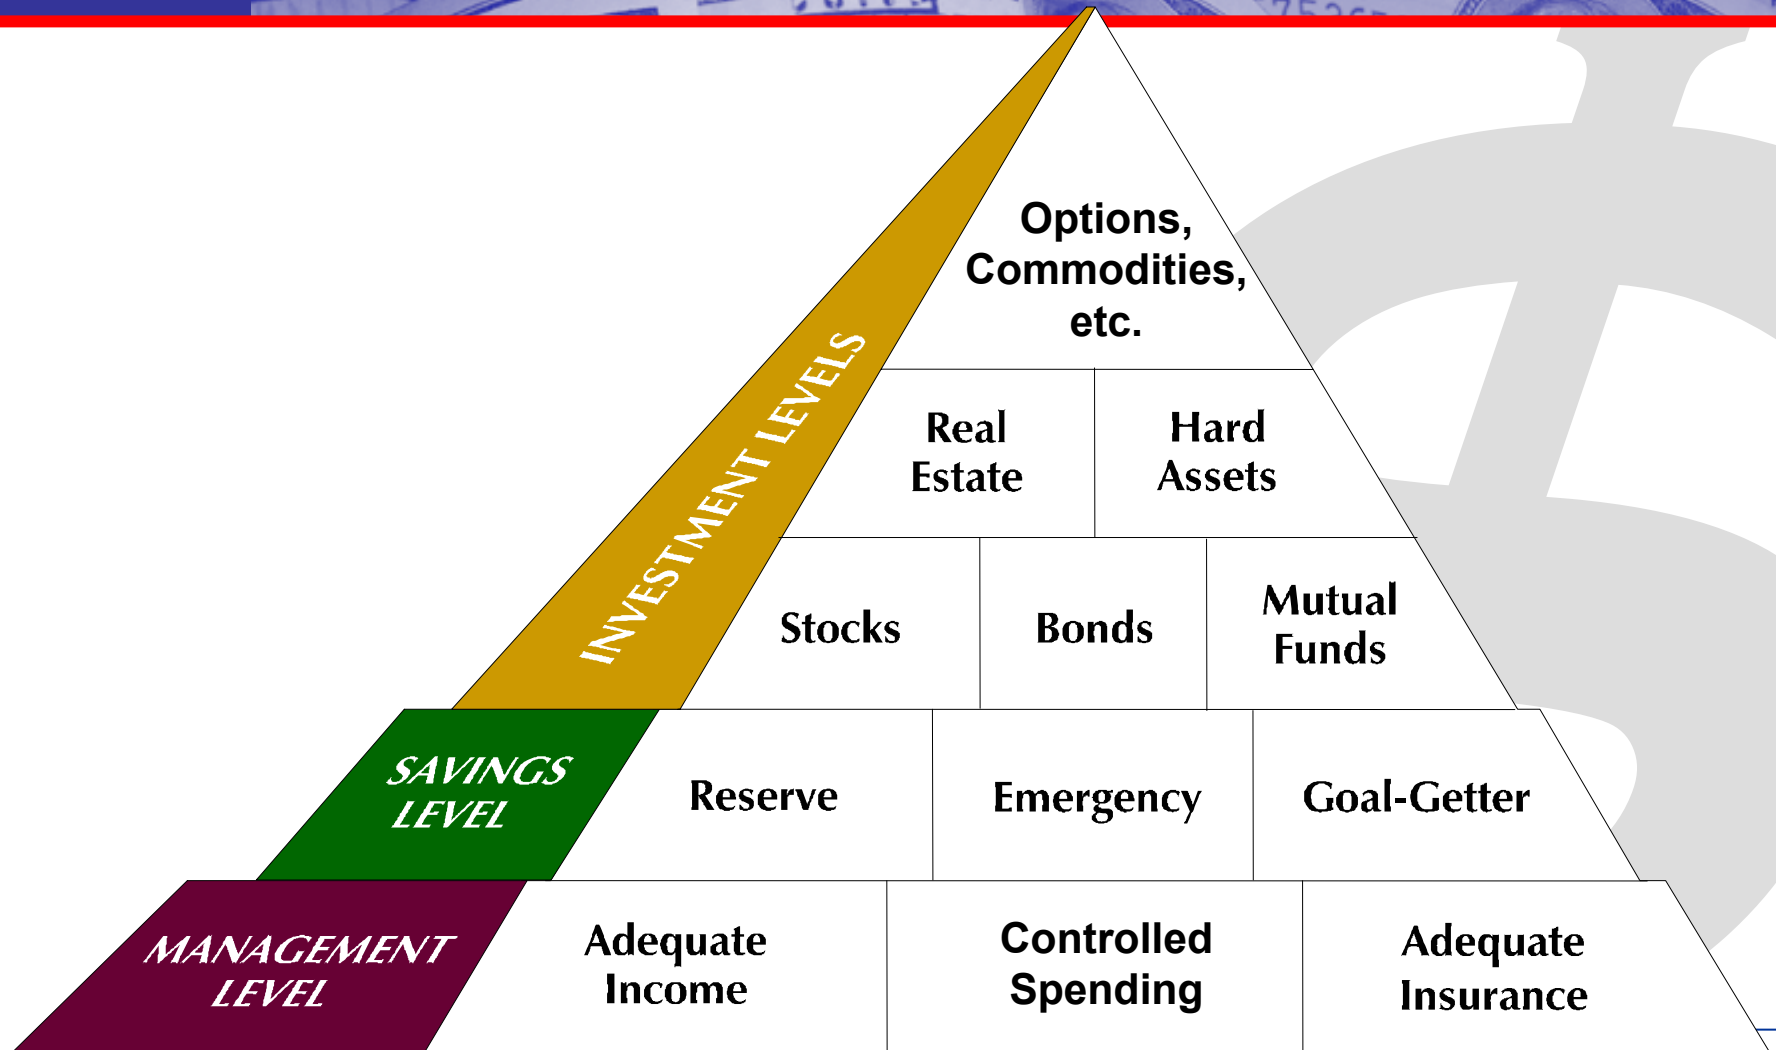 Options,
Commodities,
etc.
INVESTMENT LEVELS
Real
Estate
Hard
Assets
Stocks
Bonds
Mutual
Funds
SAVINGS
LEVEL
Reserve
Emergency
Goal-Getter
MANAGEMENT
LEVEL
Adequate
Income
Controlled
Spending
Adequate
Insurance